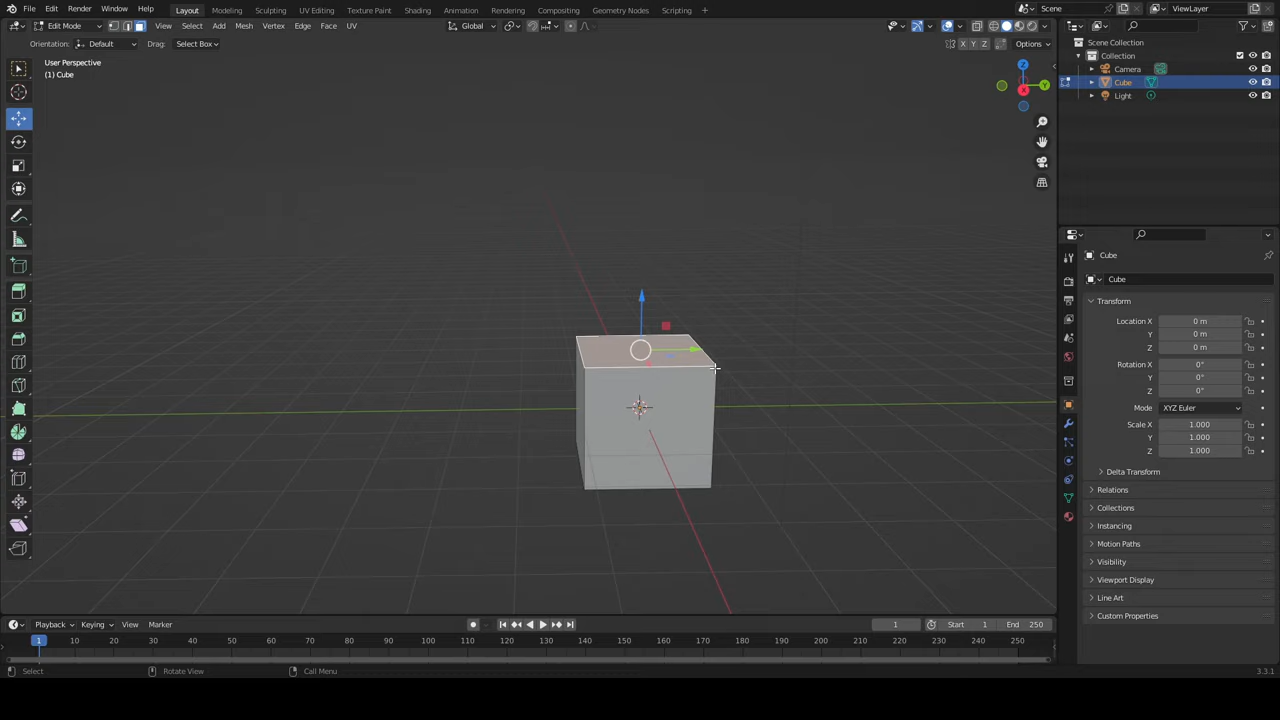 File Edit Render Window Help Layout Modeling Sculpting UV Editing Texture Paint Shading Animation Rendering Compositing Geometry Nodes Scripting Scene ViewLayer
Edit Mode View Select Add Mesh Vertex Edge Face UV Global
Orientation: Default Drag: Select Box X Y Z Options
User Perspective
(1) Cube
Z
Y
X
Scene Collection
Collection
Camera
Cube
Light
Cube
Cube
Transform
Location X 0 m
Y 0 m
Z 0 m
Rotation X 0°
Y 0°
Z 0°
Mode XYZ Euler
Scale X 1.000
Y 1.000
Z 1.000
Delta Transform
Relations
Collections
Instancing
Motion Paths
Visibility
Viewport Display
Line Art
Custom Properties
Playback Keying View Marker 1 Start 1 End 250
1 10 20 30 40 50 60 70 80 90 100 110 120 130 140 150 160 170 180 190 200 210 220 230 240 250
Select Rotate View Call Menu 3.3.1